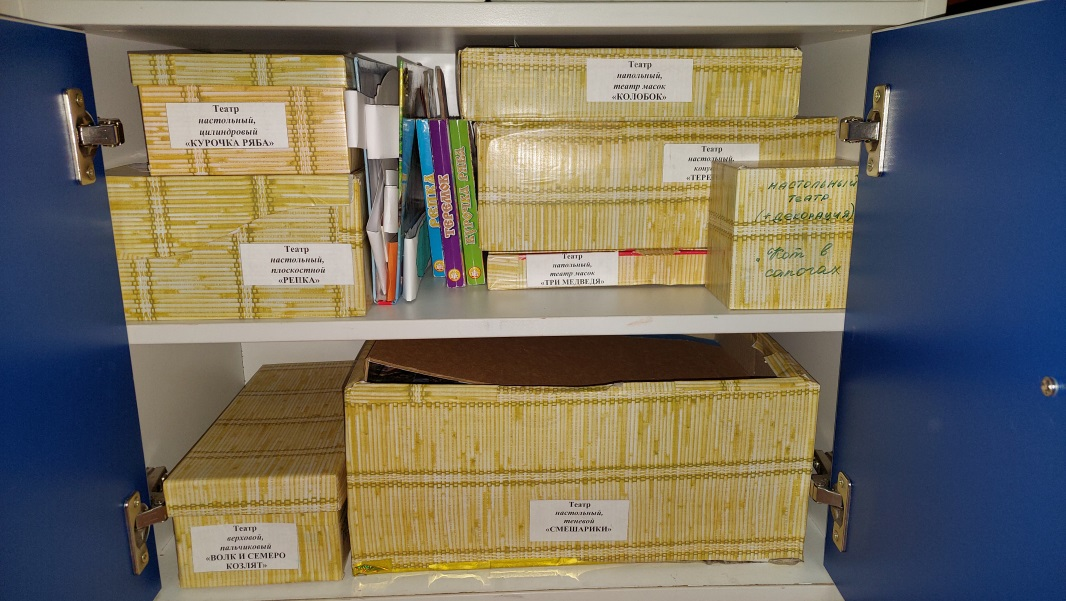 Театр
настольный,
цилиндровый
«КУРОЧКА РЯБА»
Театр
настольный,
плоскостной
«РЕПКА»
РЕПКА
ТЕРЕМОК
КУРОЧКА РЯБА
Театр
напольный,
театр масок
«КОЛОБОК»
Театр
настольный,
Театр
напольный,
театр масок
«ТРИ МЕДВЕДЯ»
НАСТОЛЬНЫЙ
ТЕАТР
(+ДЕКОРАЦИЯ)
"Кот в
сапогах
Театр
верховой,
пальчиковый
«ВОЛК И СЕМЕРО
КОЗЛЯТ»
Театр
настольный,
теневой
«СМЕШАРИКИ»